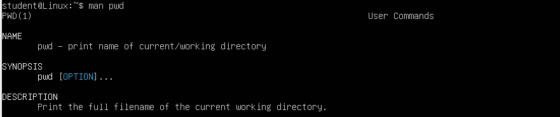 student@Linux:~$ man pwd
PWD(1) User Commands
NAME
pwd - print name of current/working directory
SYNOPSIS
pwd [OPTION]...
DESCRIPTION
Print the full filename of the current working directory.